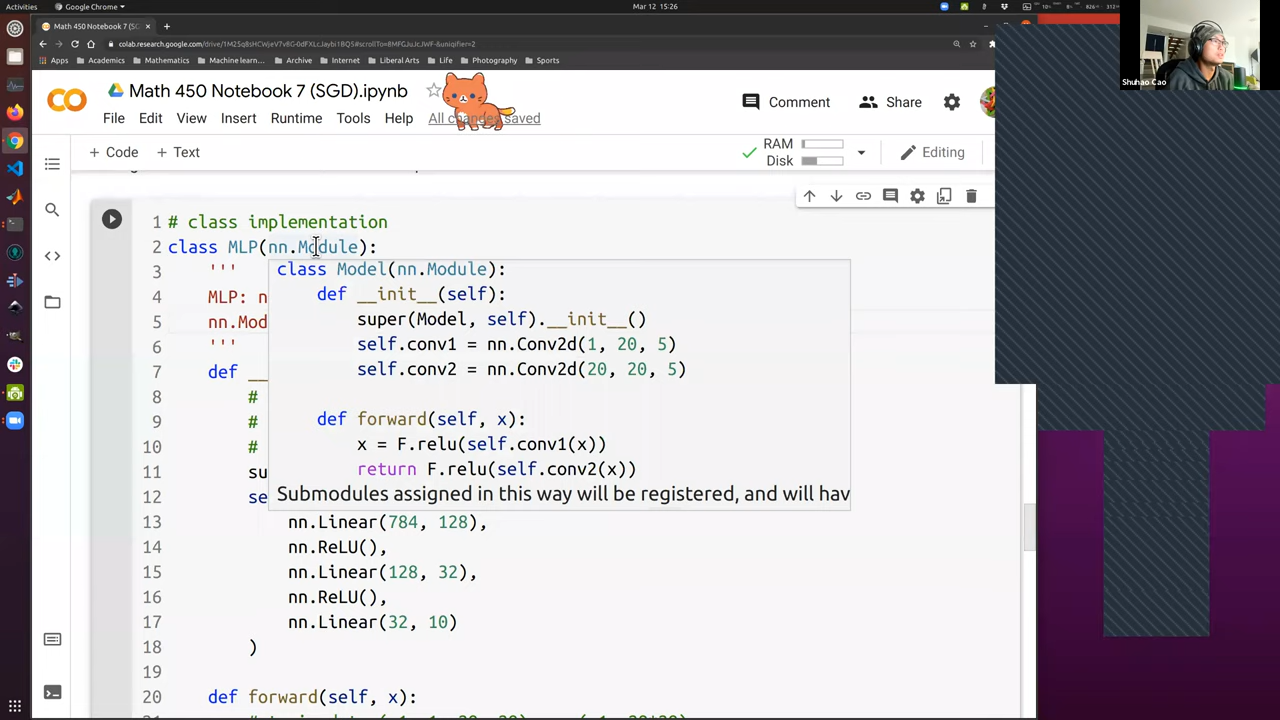 Activities
Google Chrome
Mar 12 15:26
Math 450 Notebook 7 (SGD).
Apps
Academics
Mathematics
Machine learn…
Archive
Internet
Liberal Arts
Life
Photography
Sports
Shuhao Cao
CO
Math 450 Notebook 7 (SGD).ipynb
Comment
Share
File Edit View Insert Runtime Tools Help
All changes saved
+ Code + Text
RAM
Disk
Editing
1 # class implementation
2 class MLP(nn.Module):
3 '''
4 MLP: n
5 nn.Mod
6 '''
7 def __
8 #
9 #
10 #
11 su
12 se
class Model(nn.Module):
def __init__(self):
super(Model, self).__init__()
self.conv1 = nn.Conv2d(1, 20, 5)
self.conv2 = nn.Conv2d(20, 20, 5)
def forward(self, x):
x = F.relu(self.conv1(x))
return F.relu(self.conv2(x))
Submodules assigned in this way will be registered, and will hav
13 nn.Linear(784, 128),
14 nn.ReLU(),
15 nn.Linear(128, 32),
16 nn.ReLU(),
17 nn.Linear(32, 10)
18 )
19
20 def forward(self, x):